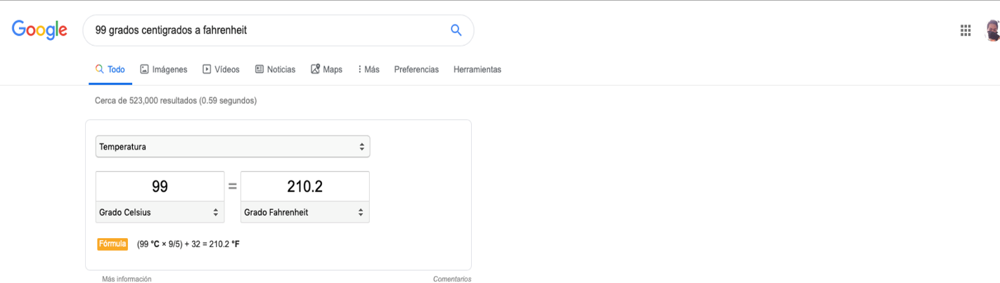 Google 99 grados centigrados a fahrenheit
Todo Imágenes Vídeos Noticias Maps Más Preferencias Herramientas
Cerca de 523,000 resultados (0.59 segundos)
Temperatura
99 = 210.2
Grado Celsius Grado Fahrenheit
Fórmula (99 °C × 9/5) + 32 = 210.2 °F
Más información Comentarios